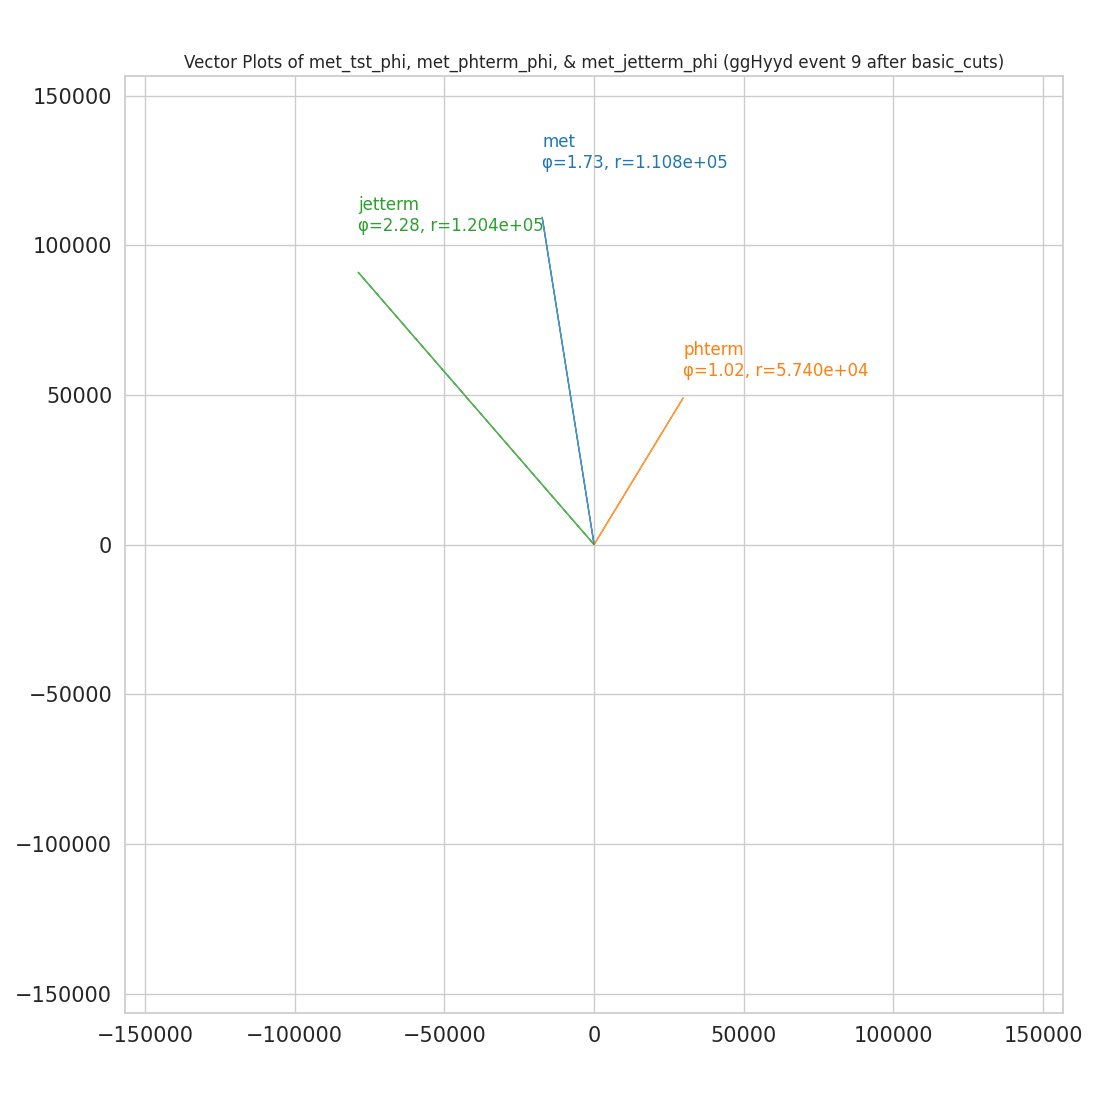 Vector Plots of met_tst_phi, met_phterm_phi, & met_jetterm_phi (ggHyyd event 9 after basic_cuts)
150000
met
φ=1.73, r=1.108e+05
jetterm
φ=2.28, r=1.204e+05
100000
phterm
φ=1.02, r=5.740e+04
50000
0
−50000
−100000
−150000
−150000 −100000 −50000 0 50000 100000 150000